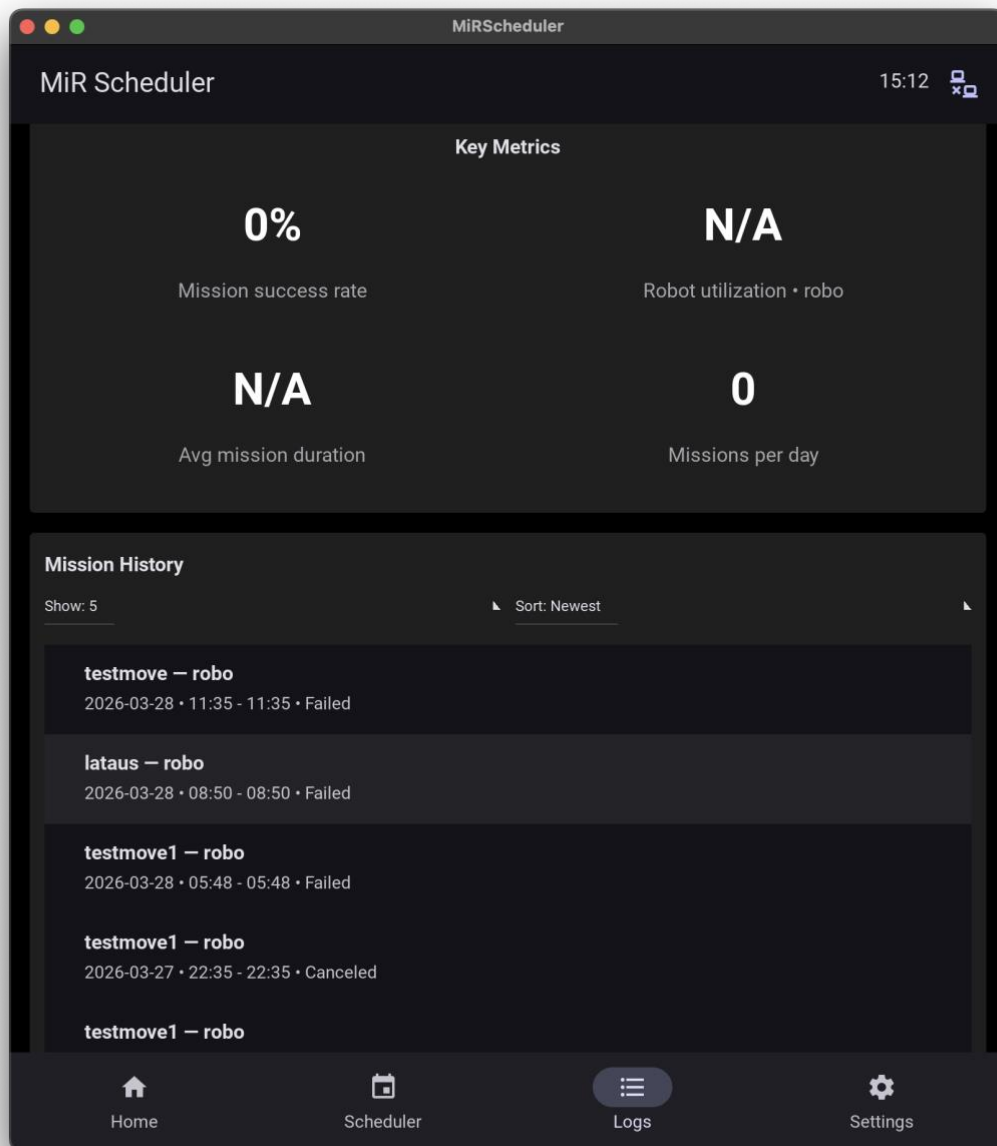 MiRScheduler
MiR Scheduler
15:12
Key Metrics
0%
N/A
Mission success rate
Robot utilization • robo
N/A
0
Avg mission duration
Missions per day
Mission History
Show: 5
Sort: Newest
testmove — robo
2026-03-28 • 11:35 - 11:35 • Failed
lataus — robo
2026-03-28 • 08:50 - 08:50 • Failed
testmove1 — robo
2026-03-28 • 05:48 - 05:48 • Failed
testmove1 — robo
2026-03-27 • 22:35 - 22:35 • Canceled
testmove1 — robo
Home
Scheduler
Logs
Settings